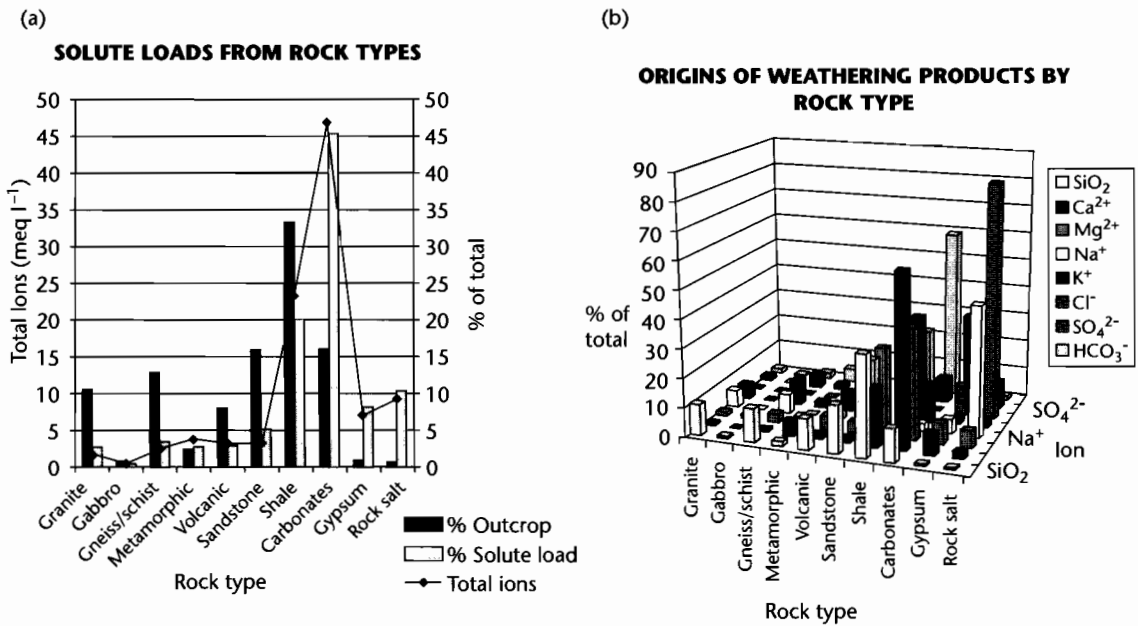 (a)
SOLUTE LOADS FROM ROCK TYPES
50
45
40
35
30
25
20
15
10
5
0
Total Ions (meq l⁻¹)
50
45
40
35
30
25
20
15
10
5
0
% of total
Granite
Gabbro
Gneiss/schist
Metamorphic
Volcanic
Sandstone
Shale
Carbonates
Gypsum
Rock salt
Rock type
% Outcrop
% Solute load
Total ions
(b)
ORIGINS OF WEATHERING PRODUCTS BY
ROCK TYPE
90
80
70
60
50
40
30
20
10
0
% of
total
Granite
Gabbro
Gneiss/schist
Metamorphic
Volcanic
Sandstone
Shale
Carbonates
Gypsum
Rock salt
Rock type
SO₄²⁻
Na⁺
Ion
SiO₂
SiO₂
Ca²⁺
Mg²⁺
Na⁺
K⁺
Cl⁻
SO₄²⁻
HCO₃⁻